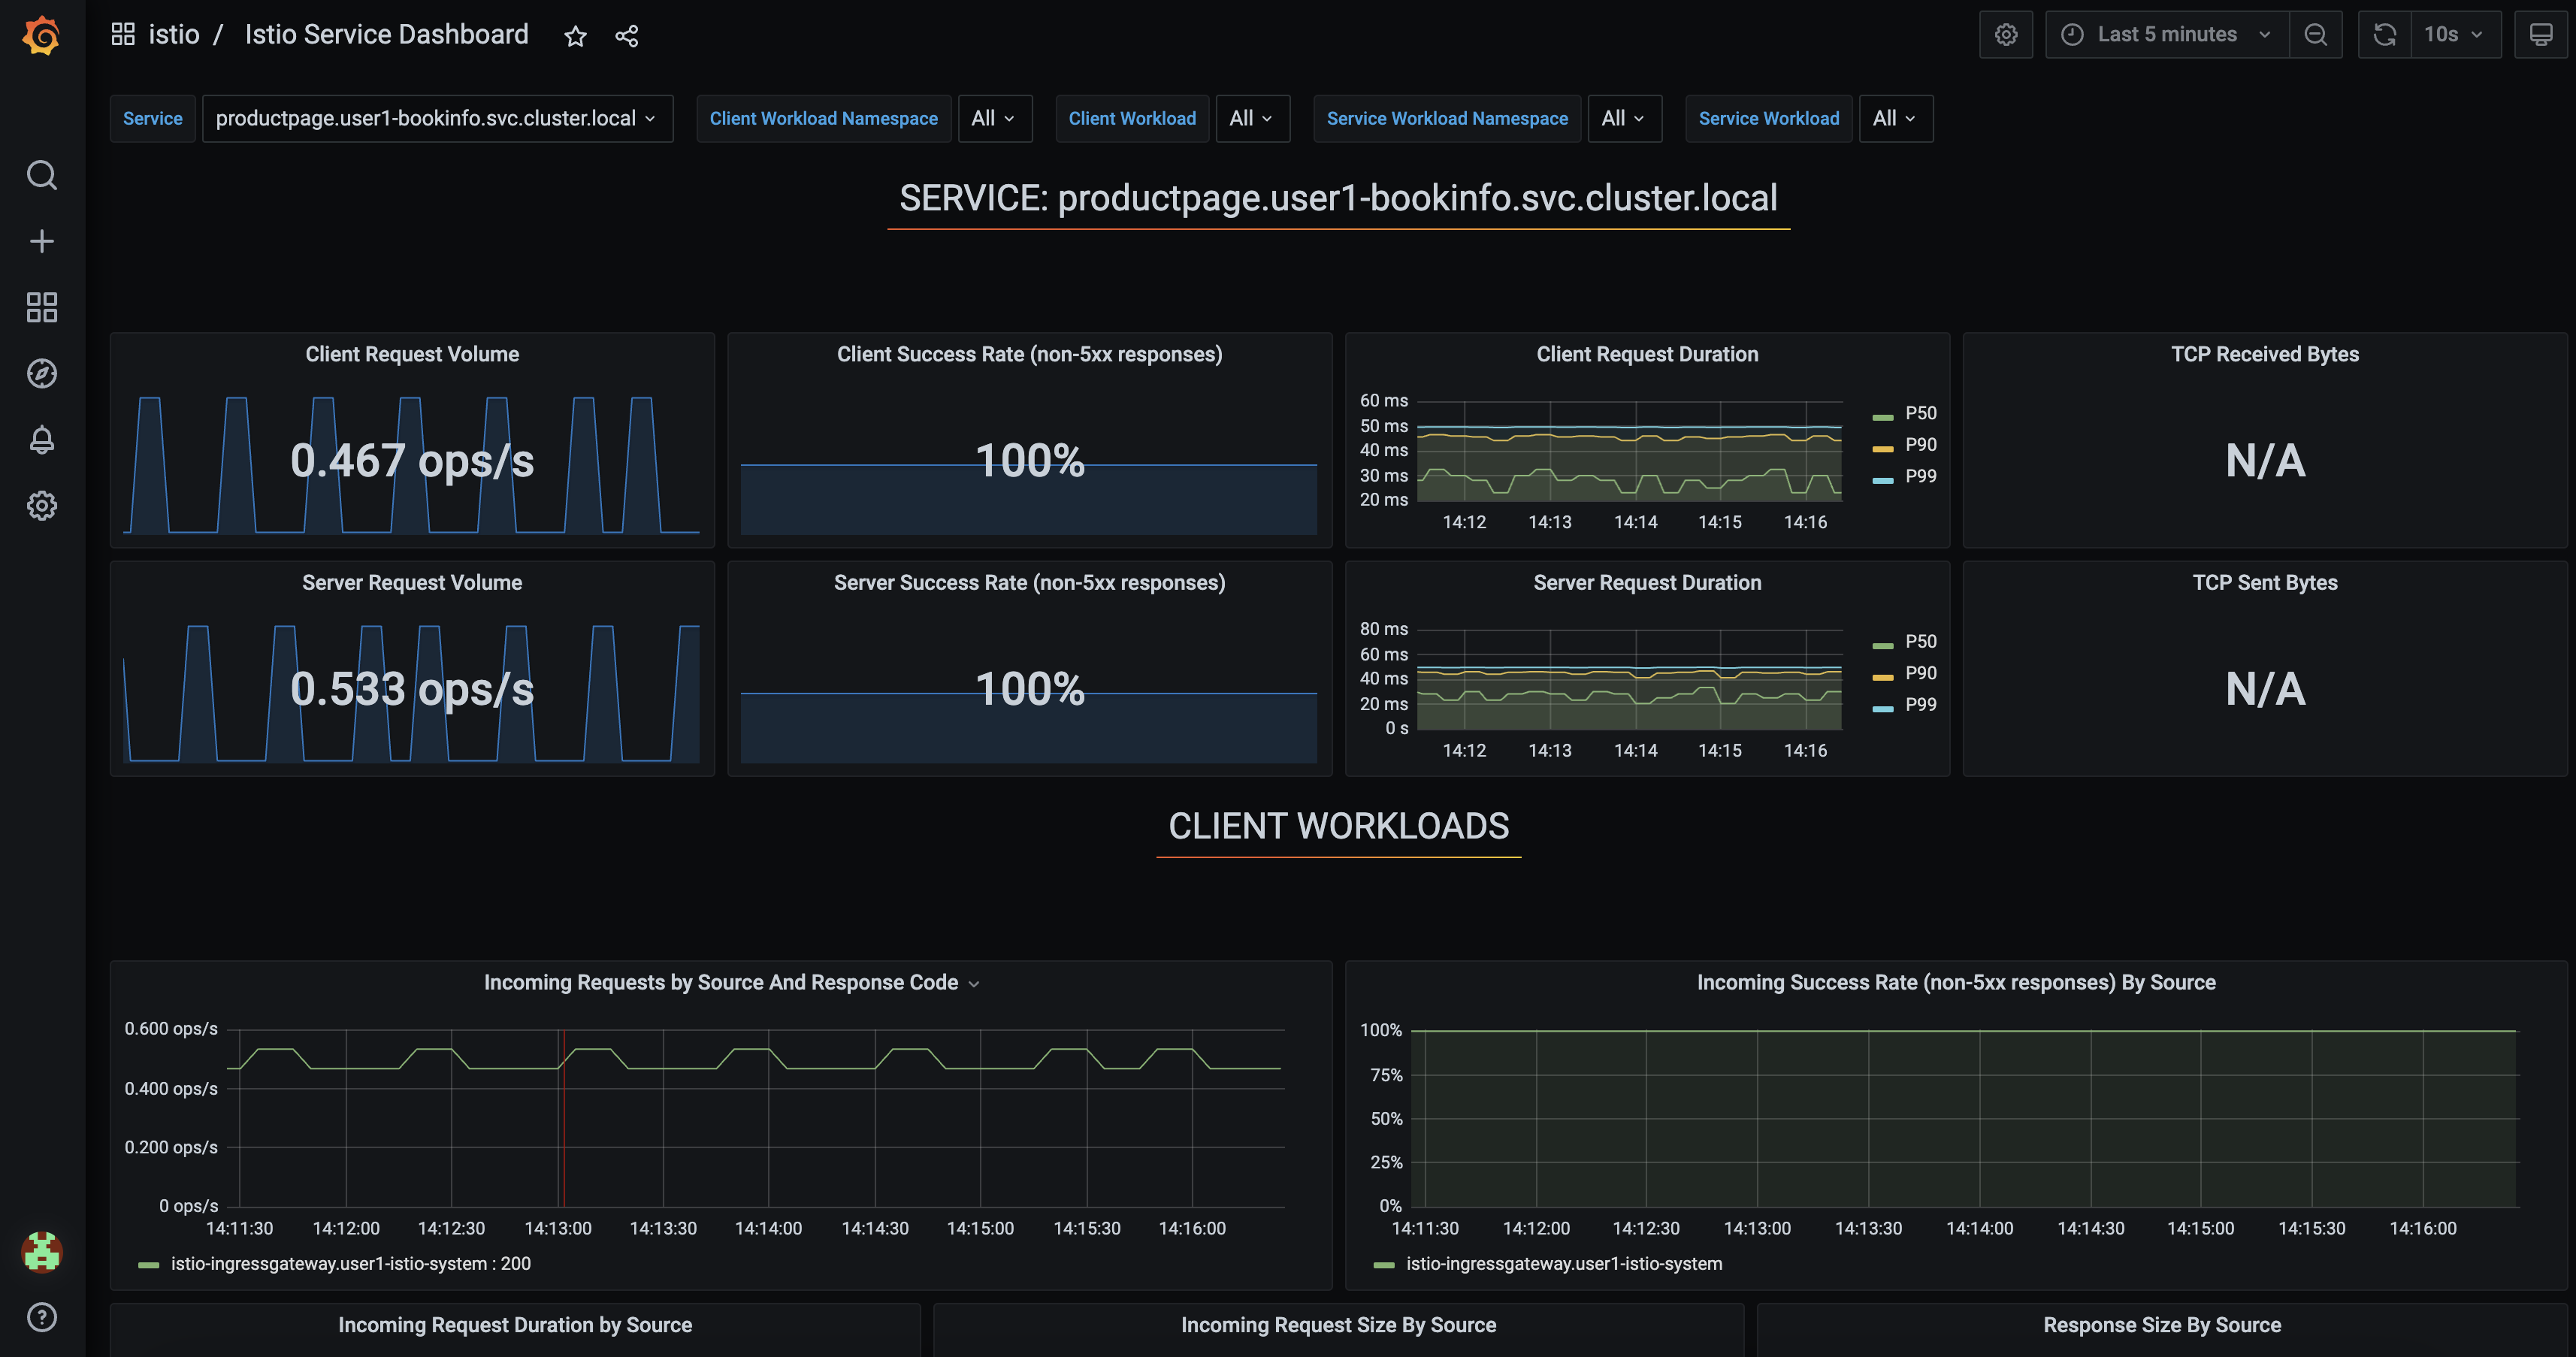 istio / Istio Service Dashboard
Last 5 minutes
10s
Service productpage.user1-bookinfo.svc.cluster.local Client Workload Namespace All Client Workload All Service Workload Namespace All Service Workload All
SERVICE: productpage.user1-bookinfo.svc.cluster.local
Client Request Volume
0.467 ops/s
Client Success Rate (non-5xx responses)
100%
Client Request Duration
60 ms
50 ms
40 ms
30 ms
20 ms
14:12 14:13 14:14 14:15 14:16
P50
P90
P99
TCP Received Bytes
N/A
Server Request Volume
0.533 ops/s
Server Success Rate (non-5xx responses)
100%
Server Request Duration
80 ms
60 ms
40 ms
20 ms
0 s
14:12 14:13 14:14 14:15 14:16
P50
P90
P99
TCP Sent Bytes
N/A
CLIENT WORKLOADS
Incoming Requests by Source And Response Code
0.600 ops/s
0.400 ops/s
0.200 ops/s
0 ops/s
14:11:30 14:12:00 14:12:30 14:13:00 14:13:30 14:14:00 14:14:30 14:15:00 14:15:30 14:16:00
istio-ingressgateway.user1-istio-system : 200
Incoming Success Rate (non-5xx responses) By Source
100%
75%
50%
25%
0%
14:11:30 14:12:00 14:12:30 14:13:00 14:13:30 14:14:00 14:14:30 14:15:00 14:15:30 14:16:00
istio-ingressgateway.user1-istio-system
Incoming Request Duration by Source
Incoming Request Size By Source
Response Size By Source